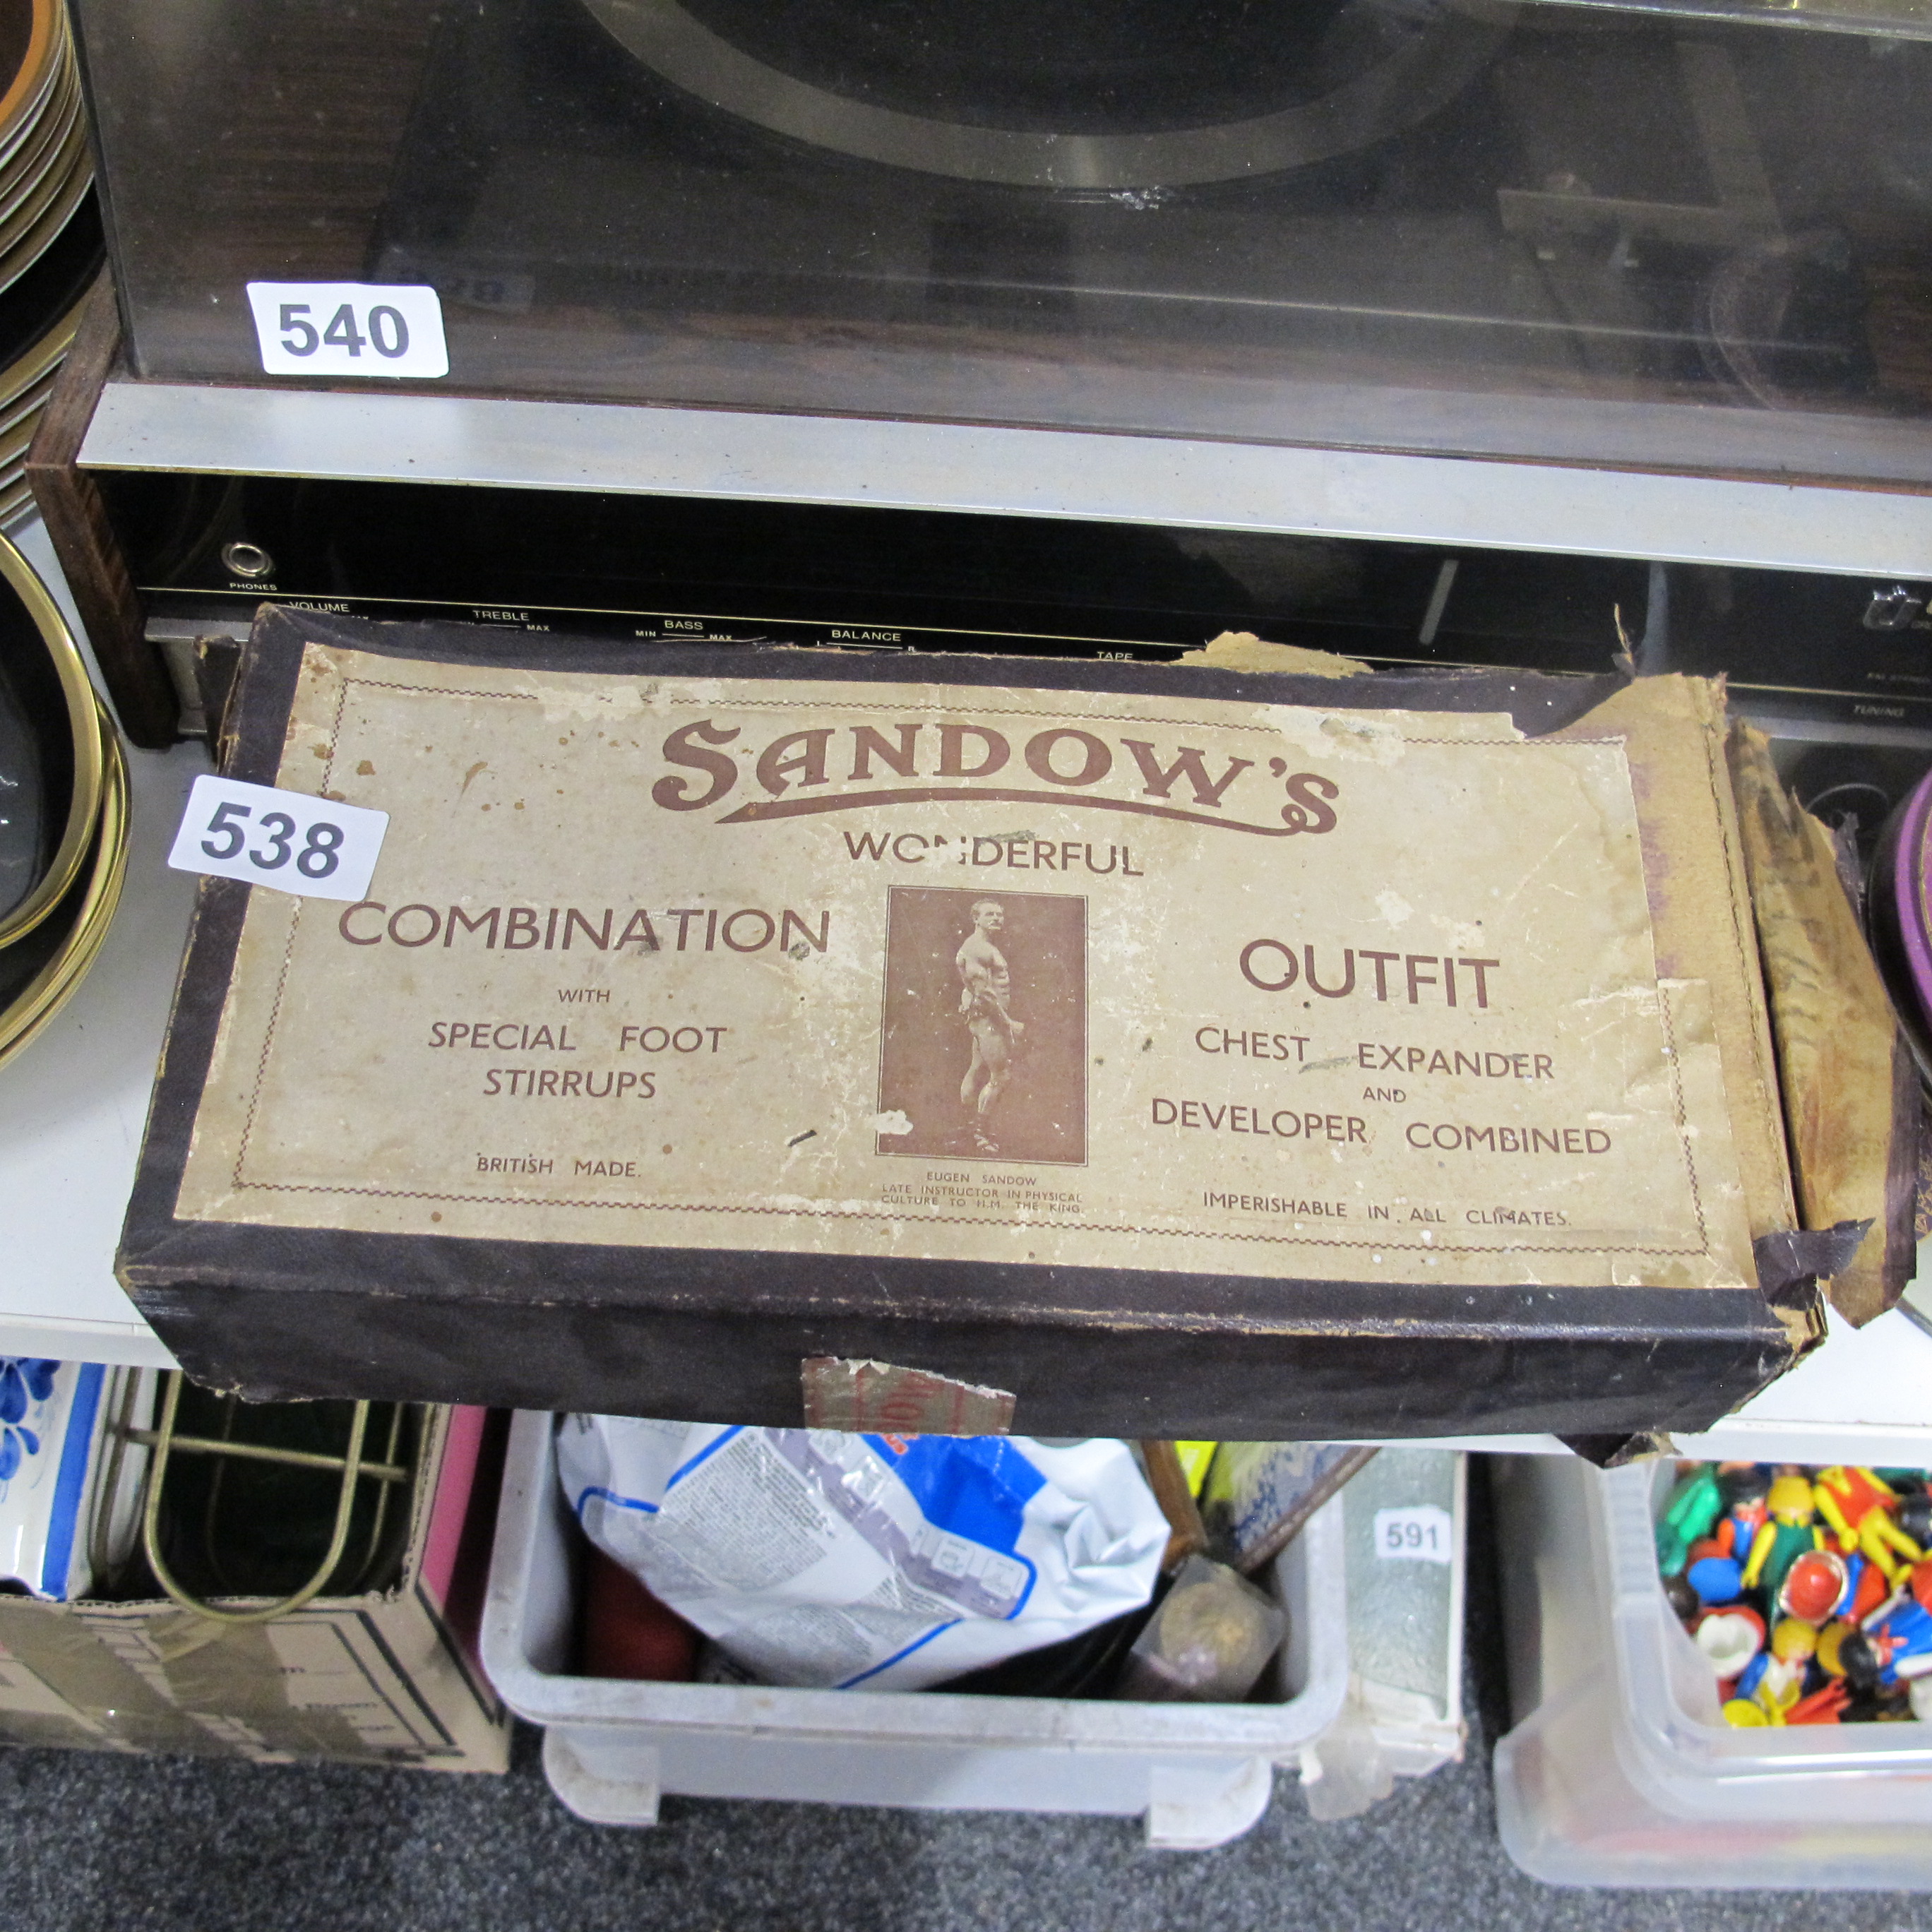 540
PHONES
VOLUME
TREBLE
MAX
BASS
MIN MAX
BALANCE
TAPE
TUNING
538
SANDOW'S
WONDERFUL
COMBINATION
WITH
SPECIAL FOOT
STIRRUPS
BRITISH MADE.
EUGEN SANDOW
LATE INSTRUCTOR IN PHYSICAL
CULTURE TO H.M. THE KING.
OUTFIT
CHEST EXPANDER
AND
DEVELOPER COMBINED
IMPERISHABLE IN ALL CLIMATES.
591